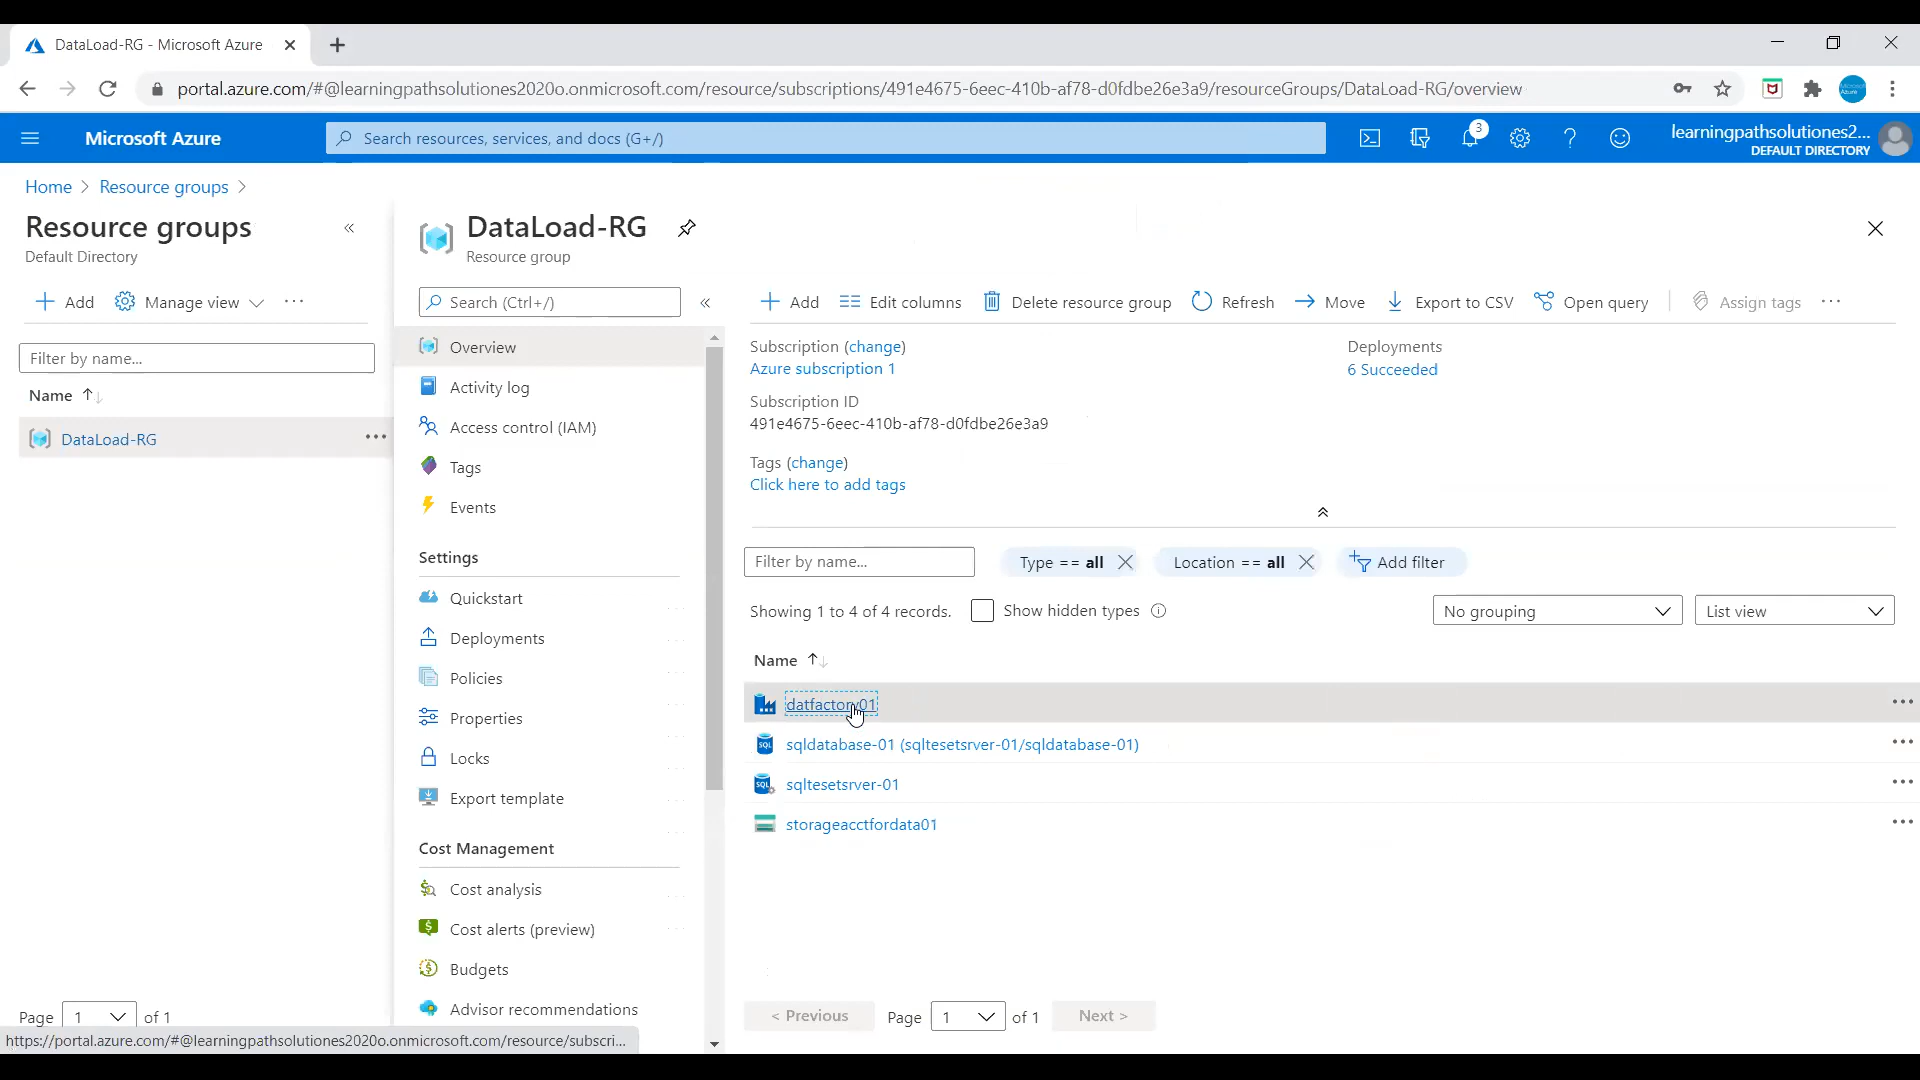 DataLoad-RG - Microsoft Azure
portal.azure.com/#@learningpathsolutiones2020o.onmicrosoft.com/resource/subscriptions/491e4675-6eec-410b-af78-d0fdbe26e3a9/resourceGroups/DataLoad-RG/overview
Microsoft Azure
Search resources, services, and docs (G+/)
3
learningpathsolutiones2...
DEFAULT DIRECTORY
Home > Resource groups >
Resource groups
Default Directory
Add
Manage view
Filter by name...
Name
DataLoad-RG
Page 1 of 1
https://portal.azure.com/#@learningpathsolutiones2020o.onmicrosoft.com/resource/subscri...
DataLoad-RG
Resource group
Search (Ctrl+/)
Overview
Activity log
Access control (IAM)
Tags
Events
Settings
Quickstart
Deployments
Policies
Properties
Locks
Export template
Cost Management
Cost analysis
Cost alerts (preview)
Budgets
Advisor recommendations
Add Edit columns Delete resource group Refresh Move Export to CSV Open query Assign tags
Subscription (change)
Azure subscription 1
Deployments
6 Succeeded
Subscription ID
491e4675-6eec-410b-af78-d0fdbe26e3a9
Tags (change)
Click here to add tags
Filter by name...
Type == all
Location == all
Add filter
Showing 1 to 4 of 4 records.
Show hidden types
No grouping
List view
Name
datfactory01
sqldatabase-01 (sqltesetsrver-01/sqldatabase-01)
sqltesetsrver-01
storageacctfordata01
< Previous
Page 1 of 1
Next >